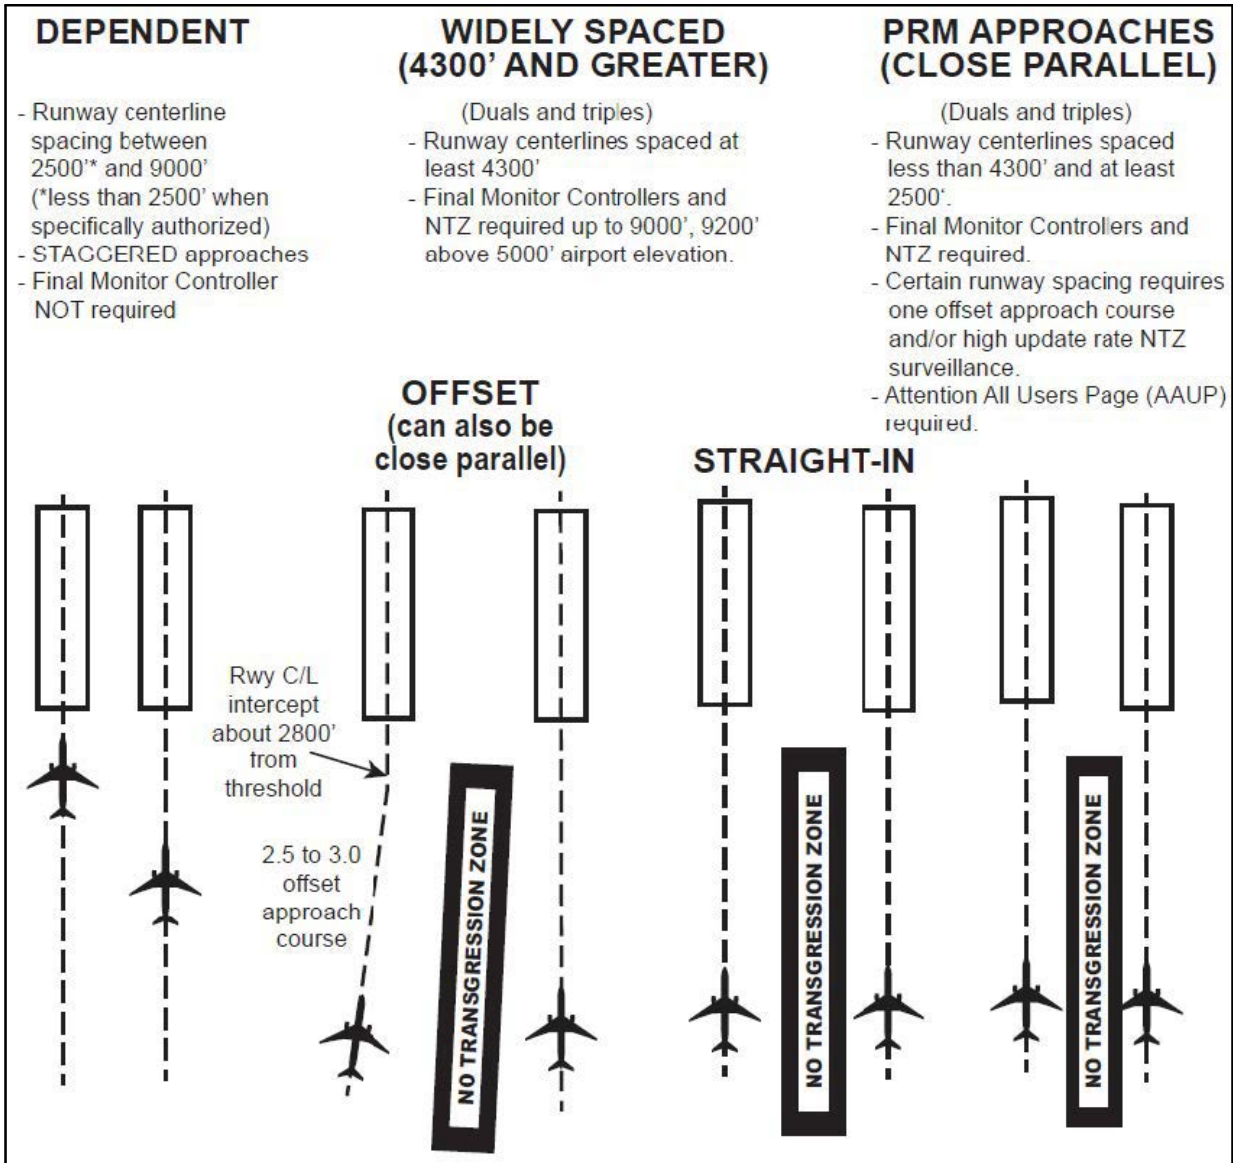 DEPENDENT
- Runway centerline
spacing between
2500'* and 9000'
(*less than 2500' when
specifically authorized)
- STAGGERED approaches
- Final Monitor Controller
NOT required
WIDELY SPACED
(4300' AND GREATER)
(Duals and triples)
- Runway centerlines spaced at
least 4300'
- Final Monitor Controllers and
NTZ required up to 9000', 9200'
above 5000' airport elevation.
PRM APPROACHES
(CLOSE PARALLEL)
(Duals and triples)
- Runway centerlines spaced
less than 4300' and at least
2500‘.
- Final Monitor Controllers and
NTZ required.
- Certain runway spacing requires
one offset approach course
and/or high update rate NTZ
surveillance.
- Attention All Users Page (AAUP)
required.
OFFSET
(can also be
close parallel)
STRAIGHT-IN
Rwy C/L
intercept
about 2800'
from
threshold
2.5 to 3.0
offset
approach
course
NO TRANSGRESSION ZONE
NO TRANSGRESSION ZONE
NO TRANSGRESSION ZONE